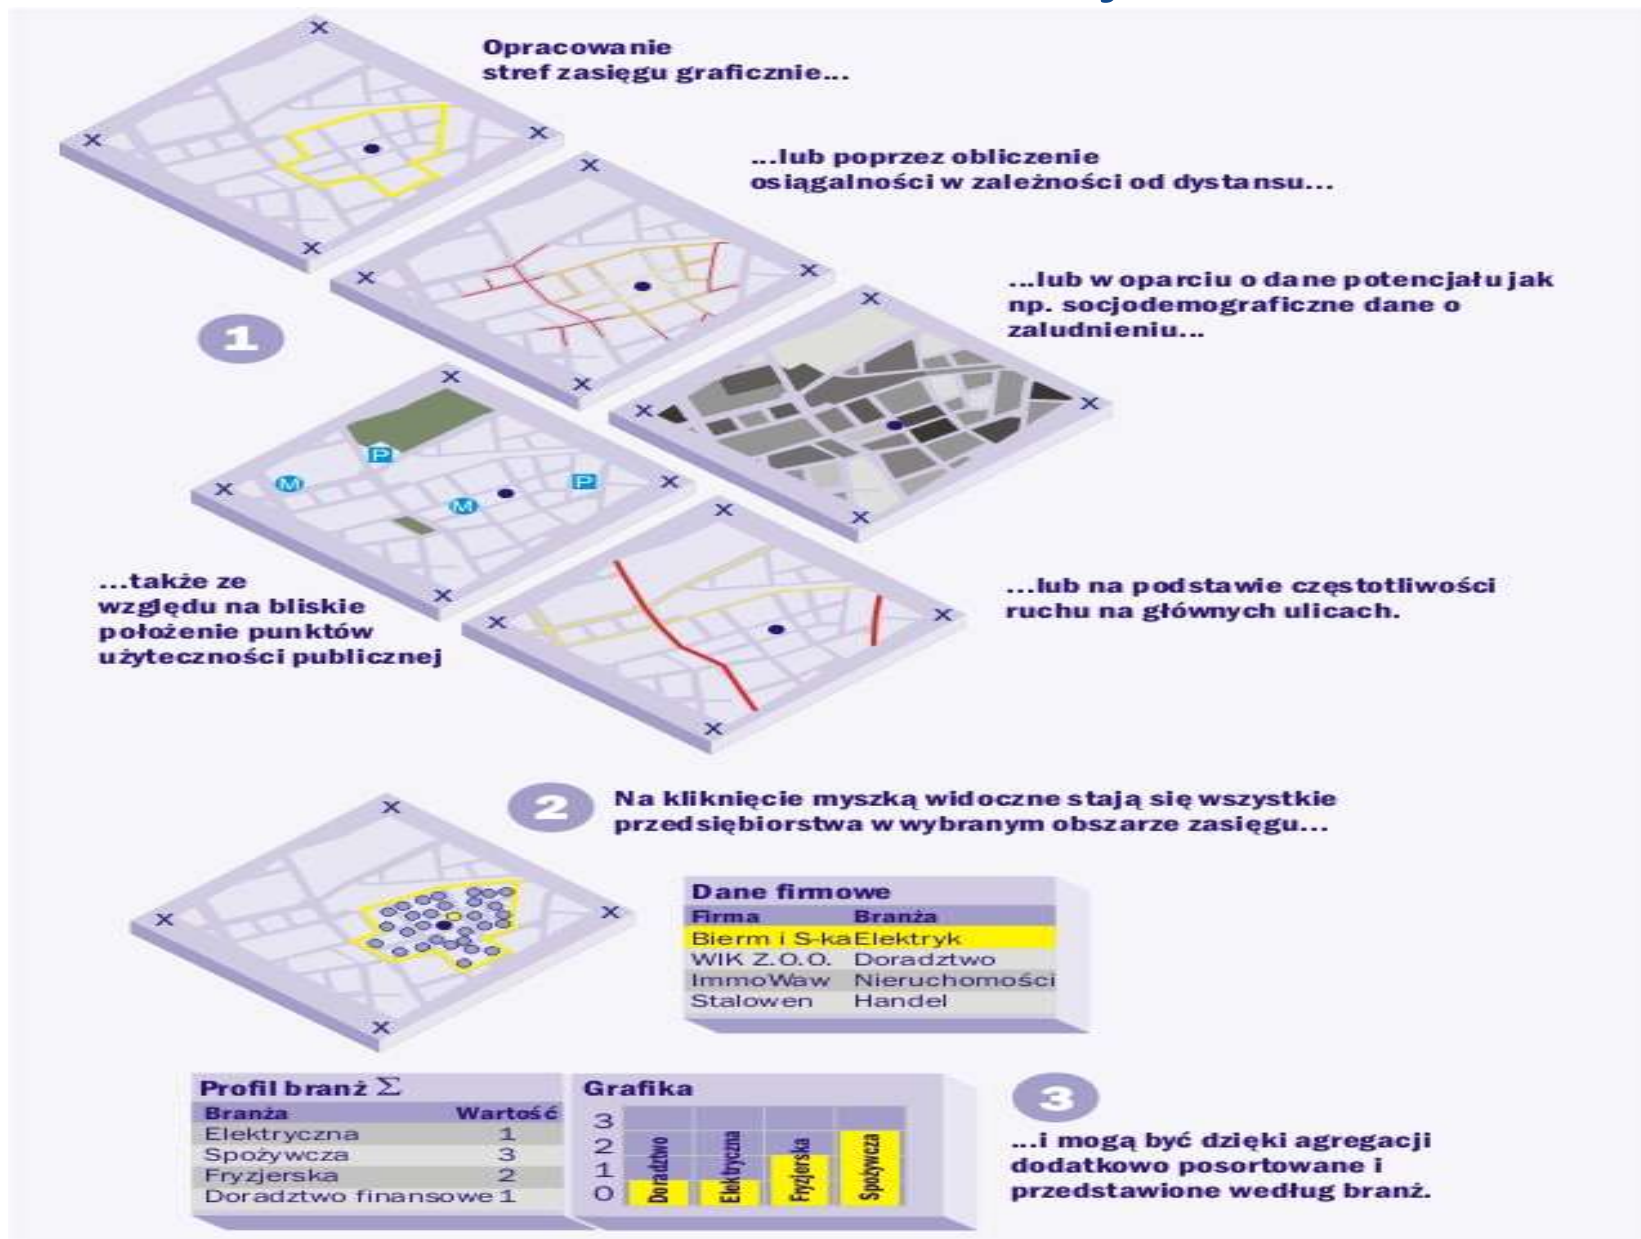 Opracowanie
stref zasięgu graficznie...
...lub poprzez obliczenie
osiągalności w zależności od dystansu...
...lub w oparciu o dane potencjału jak
np. socjodemograficzne dane o
zaludnieniu...
1
P
M
M
P
...także ze
względu na bliskie
położenie punktów
użyteczności publicznej
...lub na podstawie częstotliwości
ruchu na głównych ulicach.
2
Na kliknięcie myszką widoczne stają się wszystkie
przedsiębiorstwa w wybranym obszarze zasięgu...
Dane firmowe
Firma Branża
Bierm i S-ka Elektryk
WIK Z.O.O. Doradztwo
ImmoWaw Nieruchomości
Stalowen Handel
Profil branż Σ
Branża Wartość
Elektryczna 1
Spożywcza 3
Fryzjerska 2
Doradztwo finansowe 1
Grafika
3
2
1
0
Doradztwo
Elektryczna
Fryzjerska
Spożywcza
3
...i mogą być dzięki agregacji
dodatkowo posortowane i
przedstawione według branż.